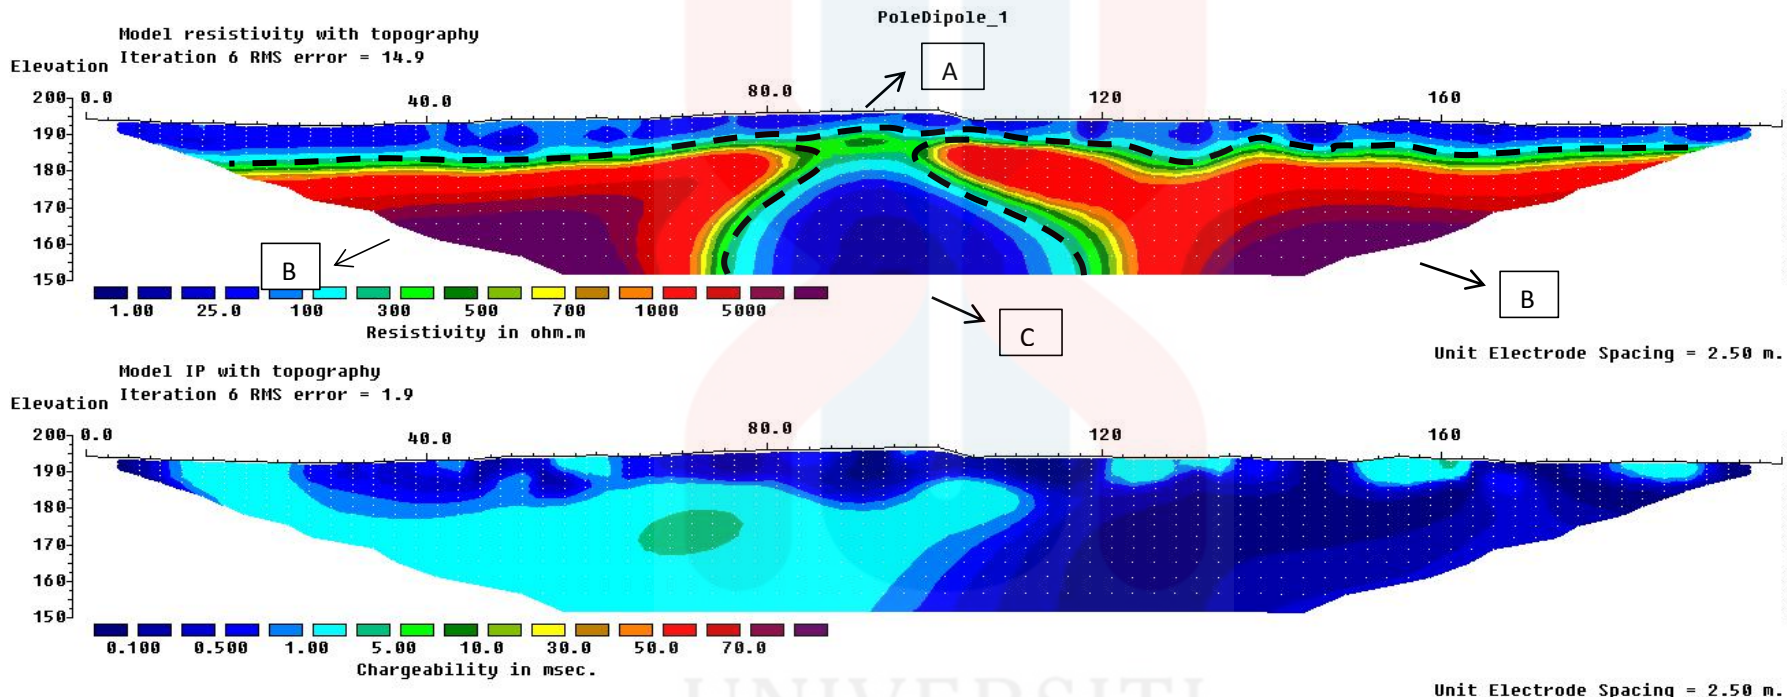 PoleDipole_1
Model resistivity with topography
Iteration 6 RMS error = 14.9
A
Elevation
200 0.0 40.0 80.0 120 160
190
180
170
160
150
B
B
C
1.00 25.0 100 300 500 700 1000 5000
Resistivity in ohm.m
Unit Electrode Spacing = 2.50 m.
Model IP with topography
Iteration 6 RMS error = 1.9
Elevation
200 0.0 40.0 80.0 120 160
190
180
170
160
150
0.100 0.500 1.00 5.00 10.0 30.0 50.0 70.0
Chargeability in msec.
UNIVERSITI
Unit Electrode Spacing = 2.50 m.